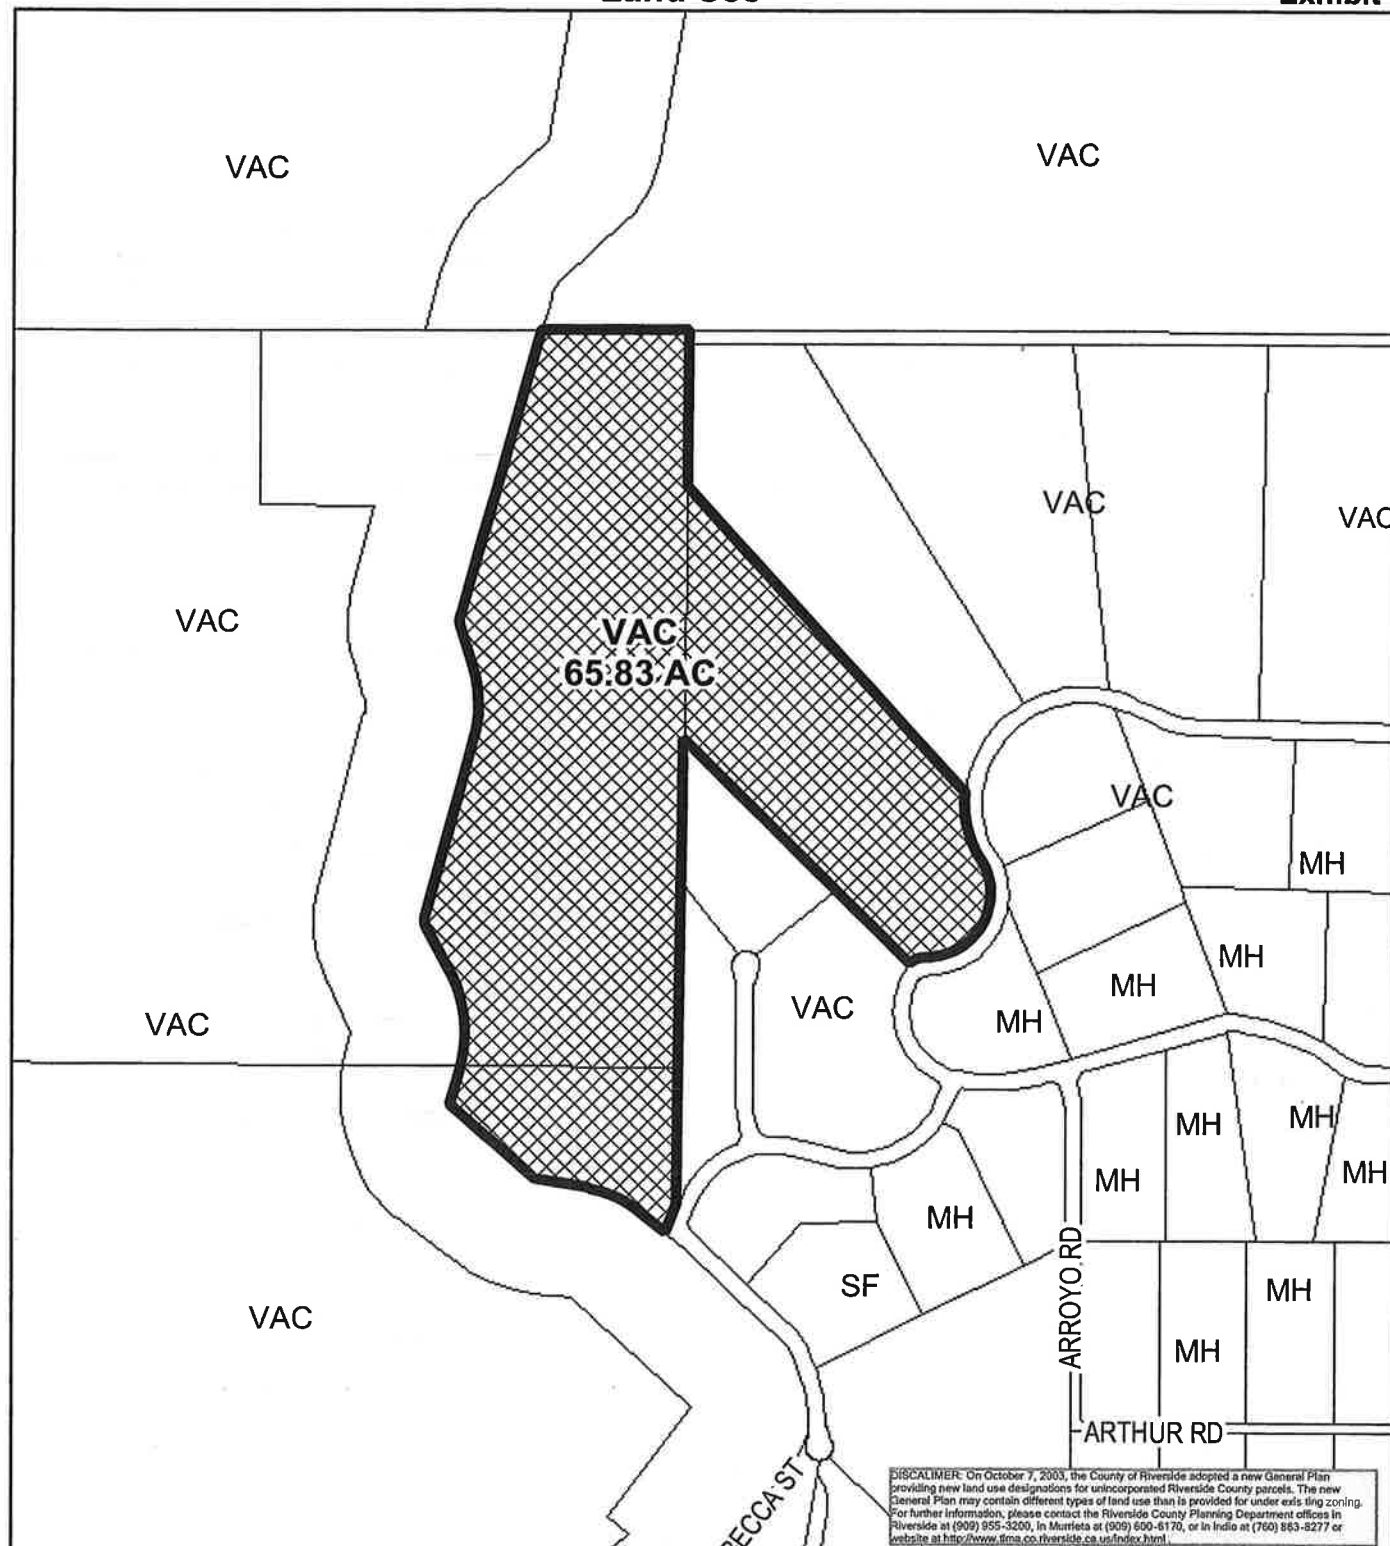 VAC
VAC
VAC
VAC
VAC
VAC
65.83 AC
VAC
MH
MH
MH
VAC
MH
VAC
MH
MH
MH
MH
MH
SF
VAC
MH
MH
ARROYO RD
ARTHUR RD
DISCALIMER: On October 7, 2003, the County of Riverside adopted a new General Plan
providing new land use designations for unincorporated Riverside County parcels. The new
General Plan may contain different types of land use than is provided for under exis ting zoning.
For further information, please contact the Riverside County Planning Department offices in
Riverside at (909) 955-3200, in Murrieta at (909) 600-6170, or in Indio at (760) 863-8277 or
website at http://www.tlma.co.riverside.ca.us/index.html